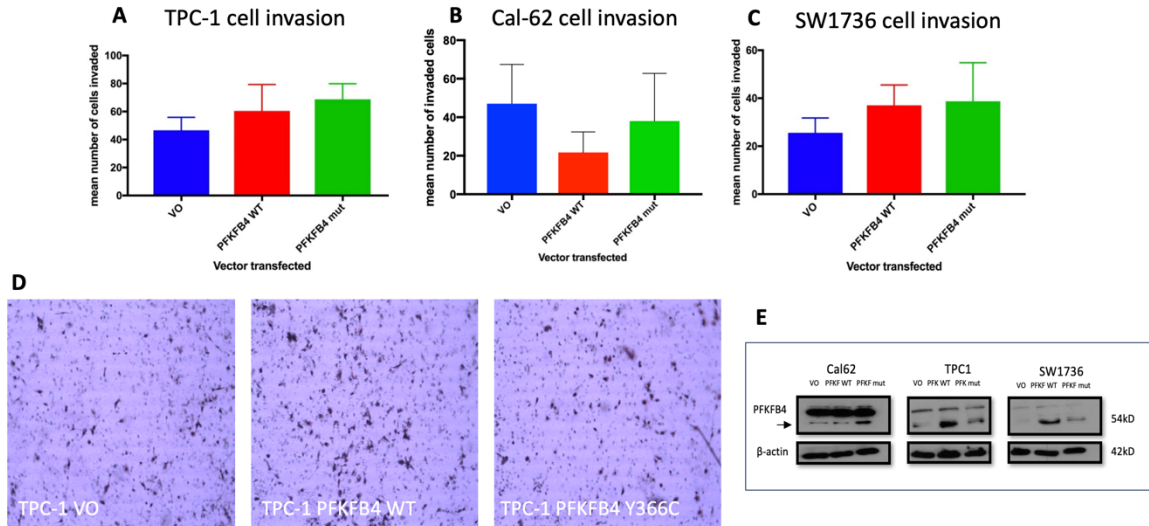 A
TPC-1 cell invasion
mean number of cells invaded
100
80
60
40
20
0
VO
PFKFB4 WT
PFKFB4 mut
Vector transfected
B
Cal-62 cell invasion
mean number of invaded cells
80
60
40
20
0
VO
PFKFB4 WT
PFKFB4 mut
Vector transfected
C
SW1736 cell invasion
mean number of cells invaded
60
40
20
0
VO
PFKFB4 WT
PFKFB4 mut
Vector transfected
D
TPC-1 VO
TPC-1 PFKFB4 WT
TPC-1 PFKFB4 Y366C
E
Cal62
TPC1
SW1736
VO PFKF WT PFKF mut
VO PFK WT PFK mut
VO PFKF WT PFKF mut
PFKFB4
54kD
β-actin
42kD